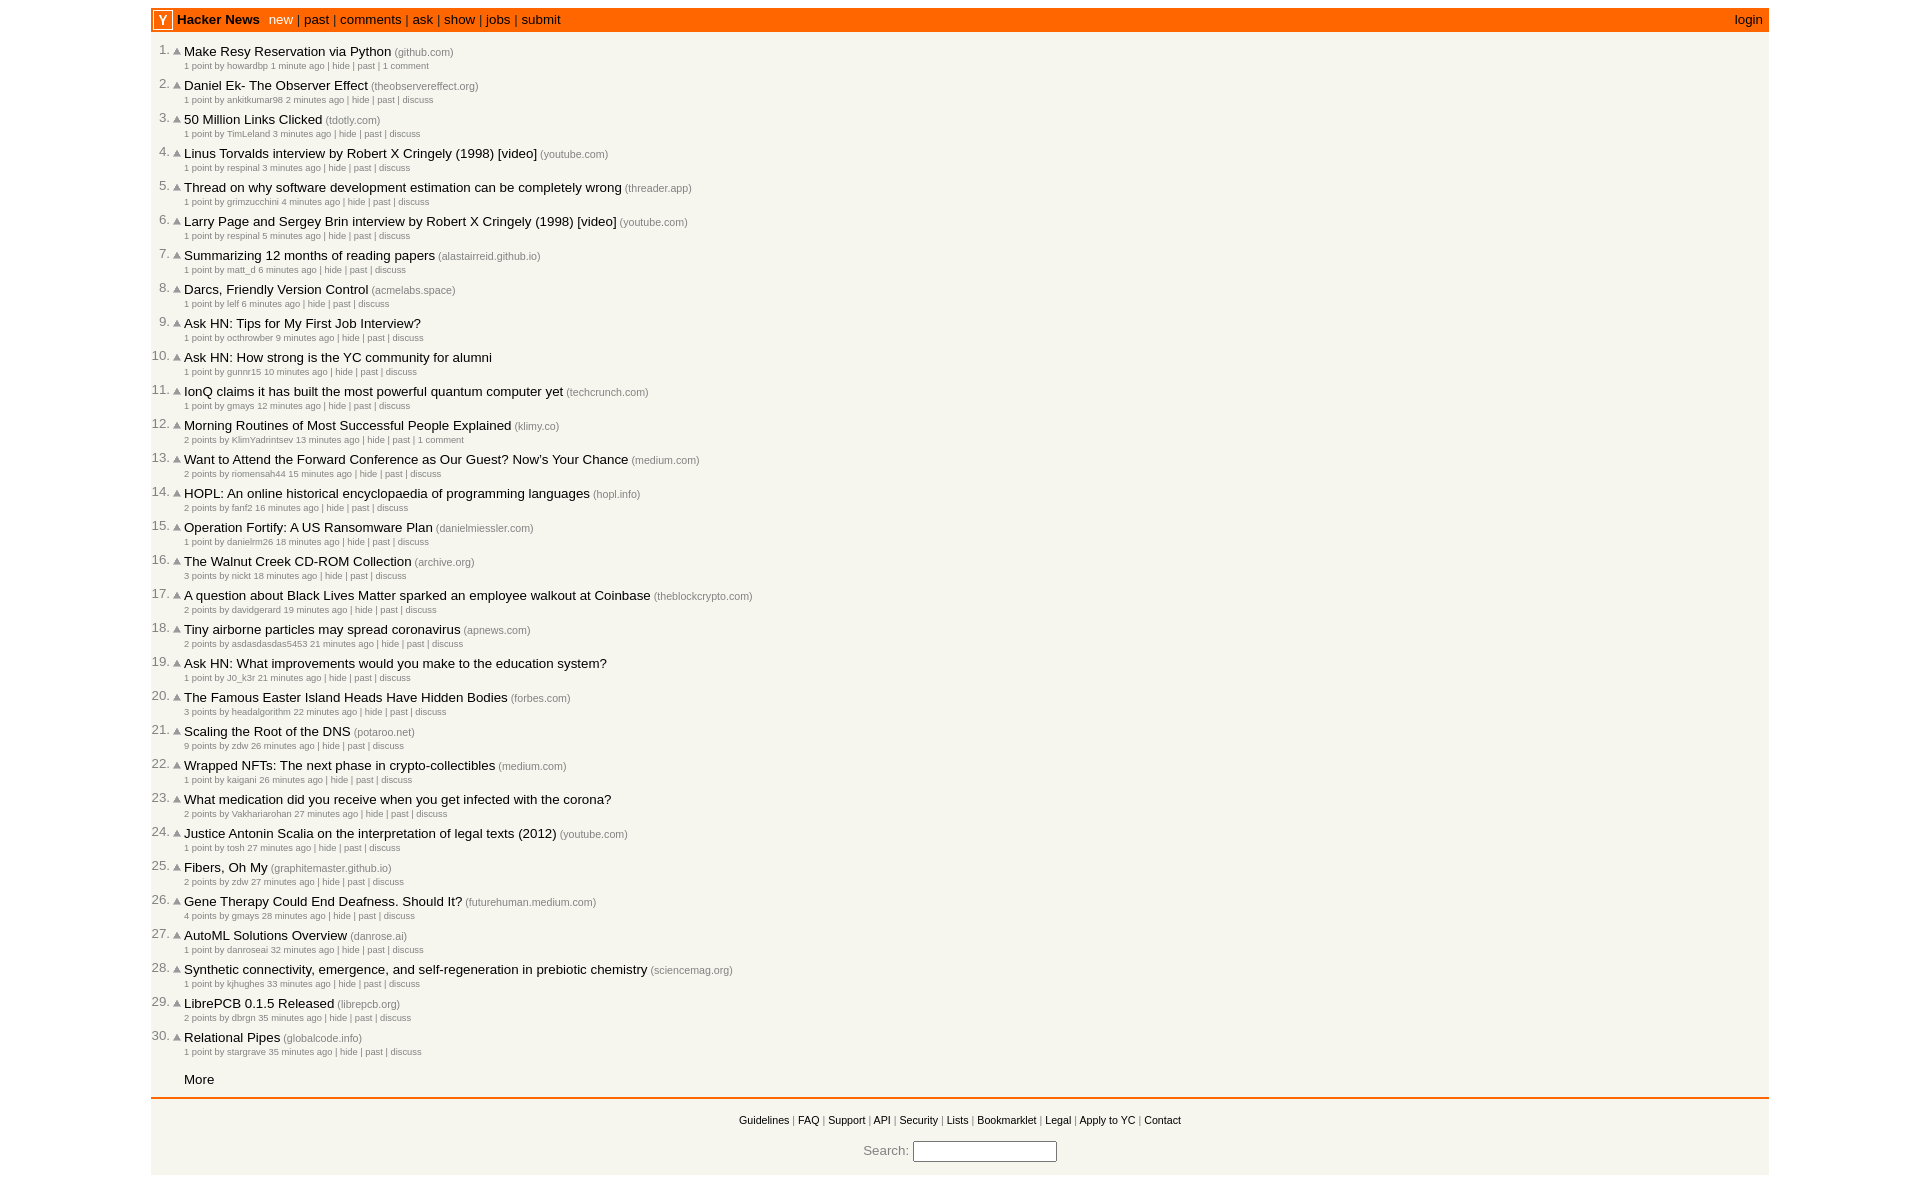 Y Hacker News new | past | comments | ask | show | jobs | submit login
1. Make Resy Reservation via Python (github.com)
1 point by howardbp 1 minute ago | hide | past | 1 comment
2. Daniel Ek- The Observer Effect (theobservereffect.org)
1 point by ankitkumar98 2 minutes ago | hide | past | discuss
3. 50 Million Links Clicked (tdotly.com)
1 point by TimLeland 3 minutes ago | hide | past | discuss
4. Linus Torvalds interview by Robert X Cringely (1998) [video] (youtube.com)
1 point by respinal 3 minutes ago | hide | past | discuss
5. Thread on why software development estimation can be completely wrong (threader.app)
1 point by grimzucchini 4 minutes ago | hide | past | discuss
6. Larry Page and Sergey Brin interview by Robert X Cringely (1998) [video] (youtube.com)
1 point by respinal 5 minutes ago | hide | past | discuss
7. Summarizing 12 months of reading papers (alastairreid.github.io)
1 point by matt_d 6 minutes ago | hide | past | discuss
8. Darcs, Friendly Version Control (acmelabs.space)
1 point by lelf 6 minutes ago | hide | past | discuss
9. Ask HN: Tips for My First Job Interview?
1 point by octhrowber 9 minutes ago | hide | past | discuss
10. Ask HN: How strong is the YC community for alumni
1 point by gunnr15 10 minutes ago | hide | past | discuss
11. IonQ claims it has built the most powerful quantum computer yet (techcrunch.com)
1 point by gmays 12 minutes ago | hide | past | discuss
12. Morning Routines of Most Successful People Explained (klimy.co)
2 points by KlimYadrintsev 13 minutes ago | hide | past | 1 comment
13. Want to Attend the Forward Conference as Our Guest? Now's Your Chance (medium.com)
2 points by niomensah44 15 minutes ago | hide | past | discuss
14. HOPL: An online historical encyclopaedia of programming languages (hopl.info)
2 points by fanf2 16 minutes ago | hide | past | discuss
15. Operation Fortify: A US Ransomware Plan (danielmiessler.com)
1 point by danielrm26 18 minutes ago | hide | past | discuss
16. The Walnut Creek CD-ROM Collection (archive.org)
3 points by nickt 18 minutes ago | hide | past | discuss
17. A question about Black Lives Matter sparked an employee walkout at Coinbase (theblockcrypto.com)
2 points by davidgerard 19 minutes ago | hide | past | discuss
18. Tiny airborne particles may spread coronavirus (apnews.com)
2 points by asdasdasdas5453 21 minutes ago | hide | past | discuss
19. Ask HN: What improvements would you make to the education system?
1 point by J0_k3r 21 minutes ago | hide | past | discuss
20. The Famous Easter Island Heads Have Hidden Bodies (forbes.com)
3 points by headalgorithm 22 minutes ago | hide | past | discuss
21. Scaling the Root of the DNS (potaroo.net)
9 points by zdw 26 minutes ago | hide | past | discuss
22. Wrapped NFTs: The next phase in crypto-collectibles (medium.com)
1 point by kaigani 26 minutes ago | hide | past | discuss
23. What medication did you receive when you get infected with the corona?
2 points by Vakhariarohan 27 minutes ago | hide | past | discuss
24. Justice Antonin Scalia on the interpretation of legal texts (2012) (youtube.com)
1 point by tosh 27 minutes ago | hide | past | discuss
25. Fibers, Oh My (graphitemaster.github.io)
2 points by zdw 27 minutes ago | hide | past | discuss
26. Gene Therapy Could End Deafness. Should It? (futurehuman.medium.com)
4 points by gmays 28 minutes ago | hide | past | discuss
27. AutoML Solutions Overview (danrose.ai)
1 point by danroseai 32 minutes ago | hide | past | discuss
28. Synthetic connectivity, emergence, and self-regeneration in prebiotic chemistry (sciencemag.org)
1 point by kjhughes 33 minutes ago | hide | past | discuss
29. LibrePCB 0.1.5 Released (librepcb.org)
2 points by dbrgn 35 minutes ago | hide | past | discuss
30. Relational Pipes (globalcode.info)
1 point by stargrave 35 minutes ago | hide | past | discuss
More
Guidelines | FAQ | Support | API | Security | Lists | Bookmarklet | Legal | Apply to YC | Contact
Search: